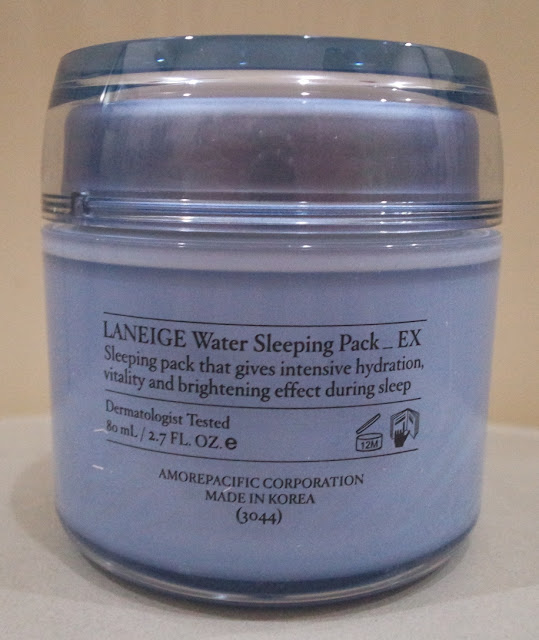 LANEIGE Water Sleeping Pack_EX
Sleeping pack that gives intensive hydration,
vitality and brightening effect during sleep
Dermatologist Tested
80 mL / 2.7 FL. OZ. e
12M
AMOREPACIFIC CORPORATION
MADE IN KOREA
(3044)